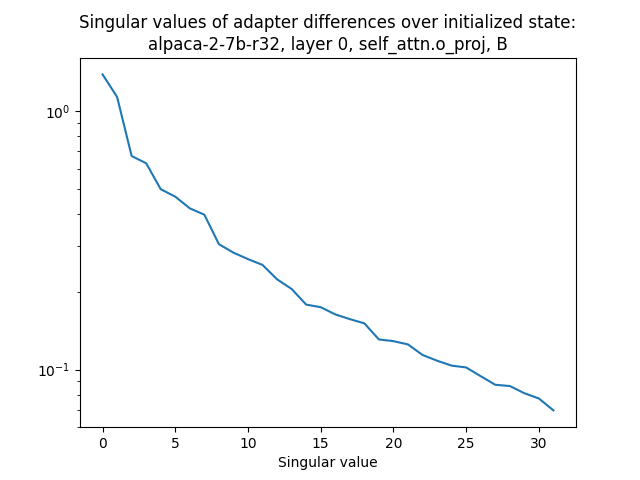 Singular values of adapter differences over initialized state:
alpaca-2-7b-r32, layer 0, self_attn.o_proj, B
10⁰
10⁻¹
0 5 10 15 20 25 30
Singular value